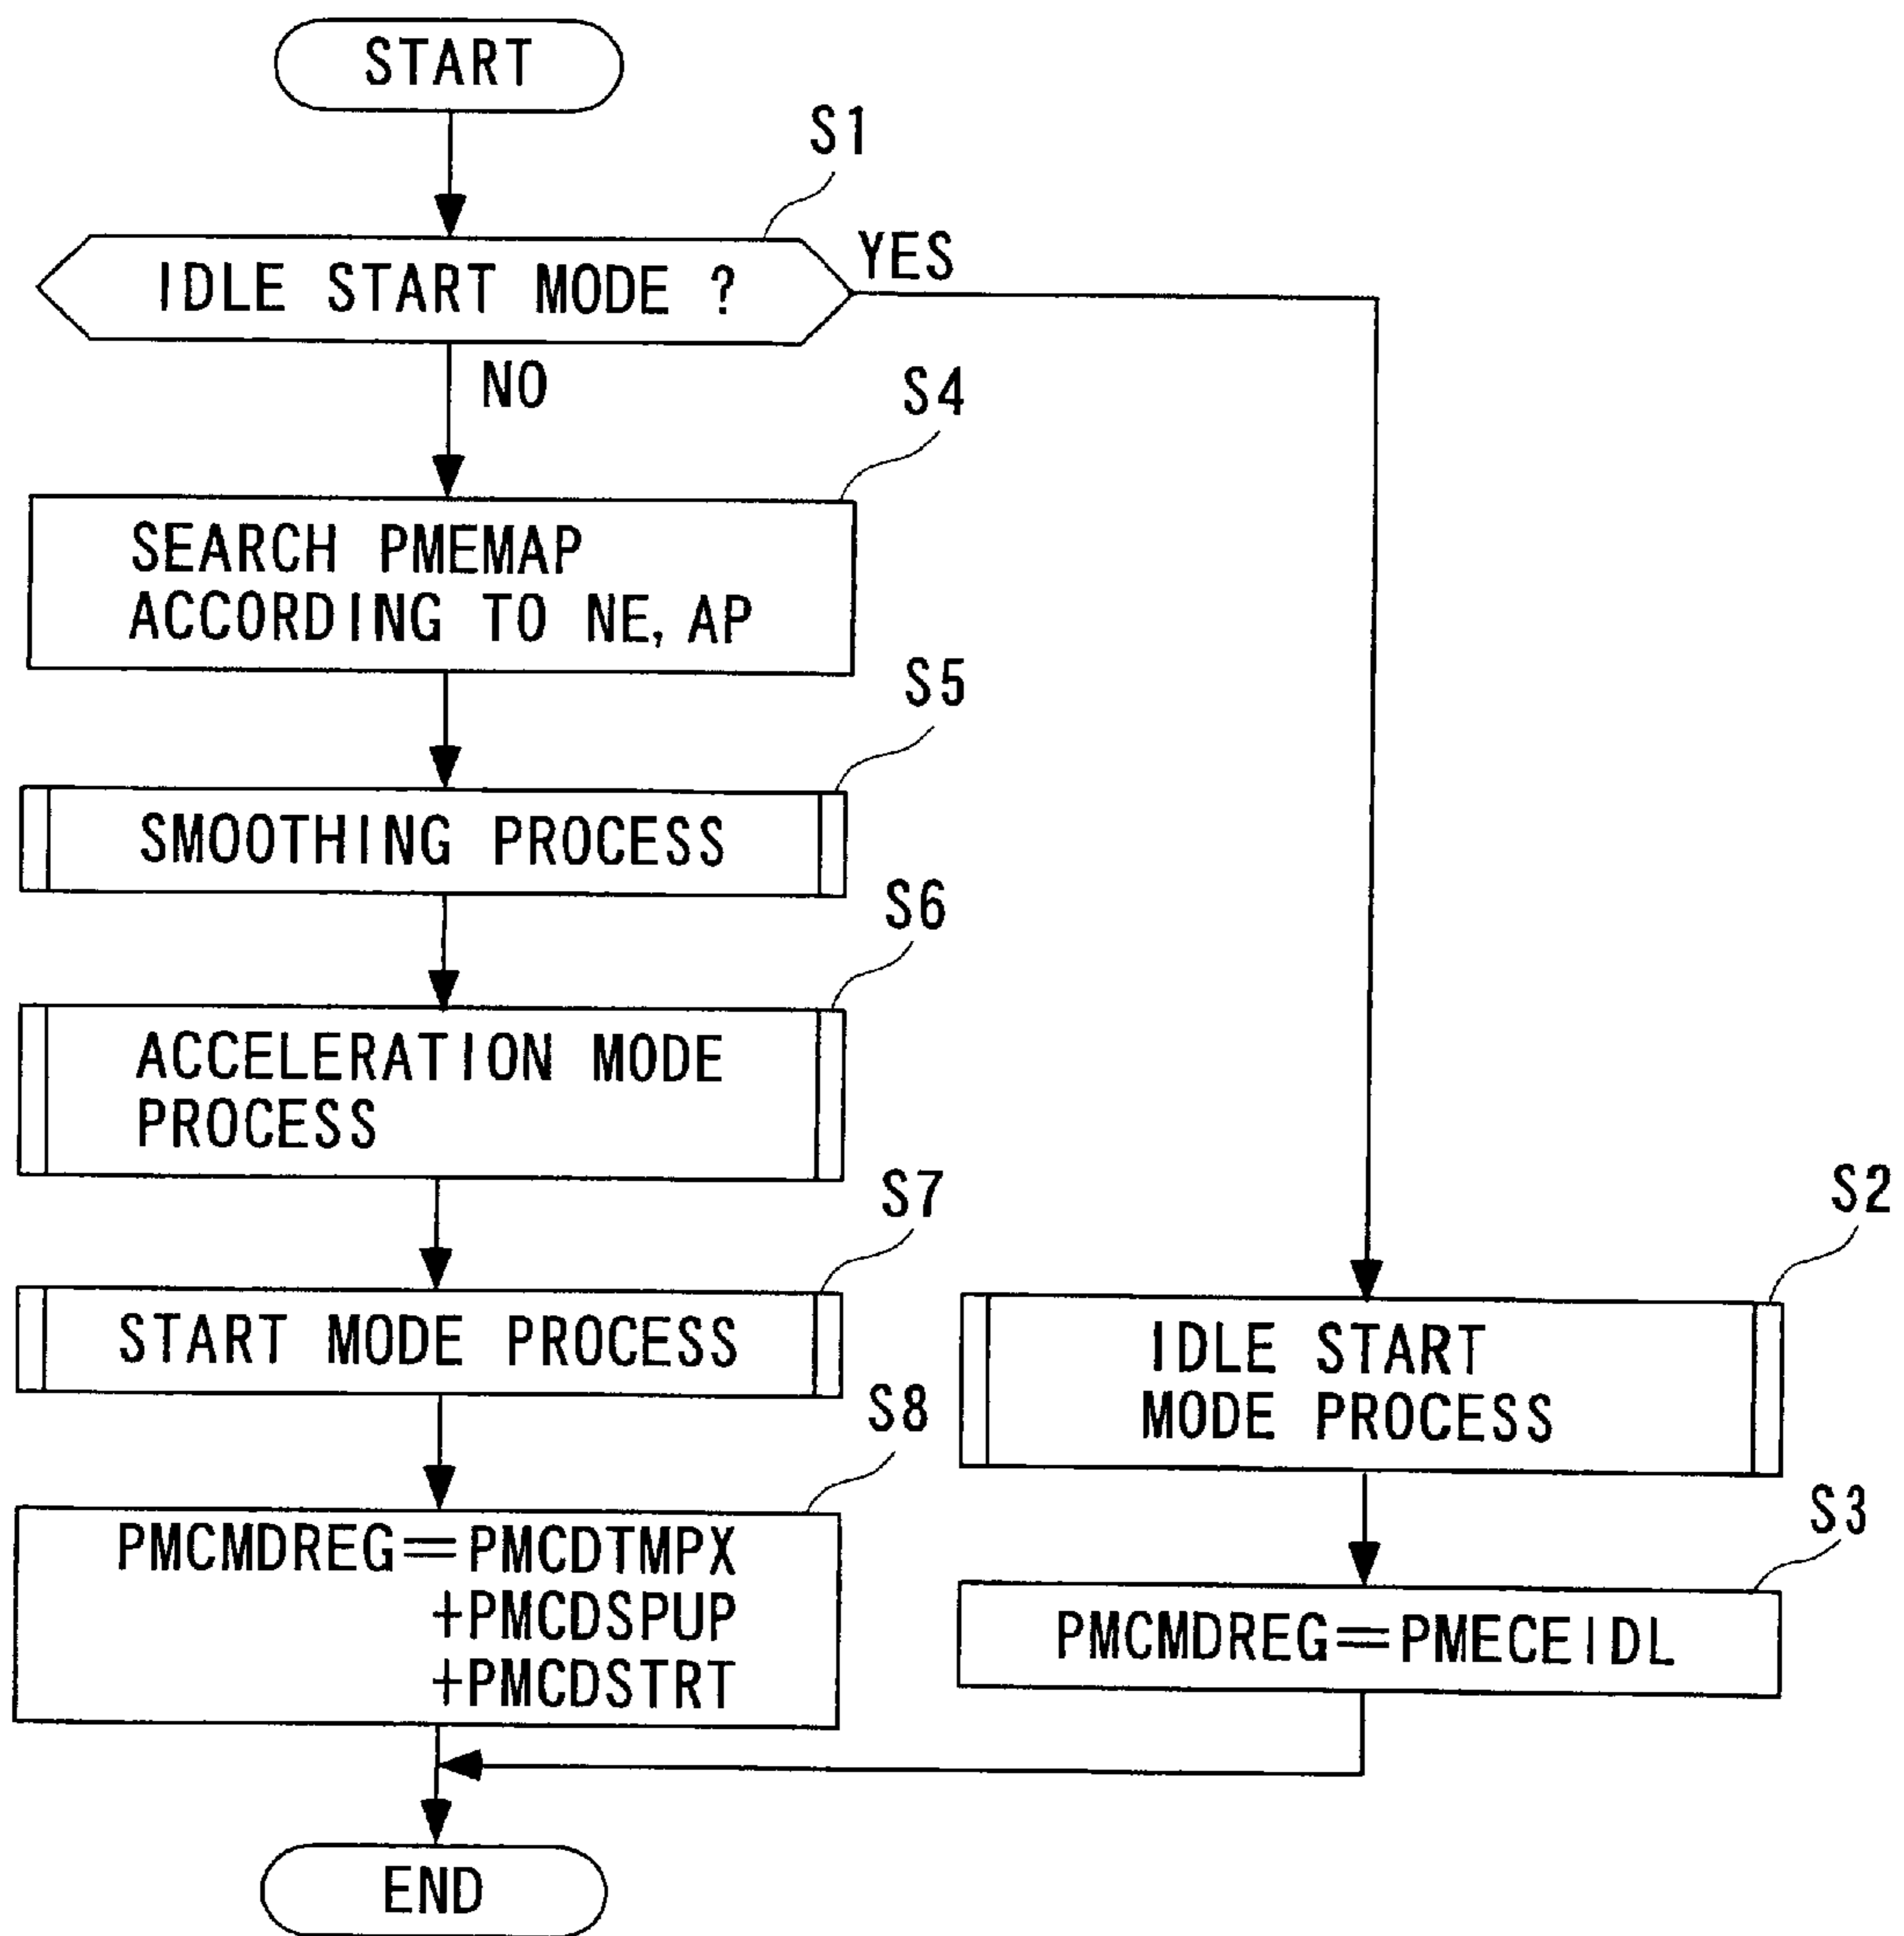 START
S1
IDLE START MODE ?
YES
NO
S4
SEARCH PMEMAP
ACCORDING TO NE, AP
S5
SMOOTHING PROCESS
S6
ACCELERATION MODE
PROCESS
S7
START MODE PROCESS
S2
IDLE START
MODE PROCESS
S8
PMCMDREG=PMCDTMPX
+PMCDSPUP
+PMCDSTRT
S3
PMCMDREG=PMECEIDL
END